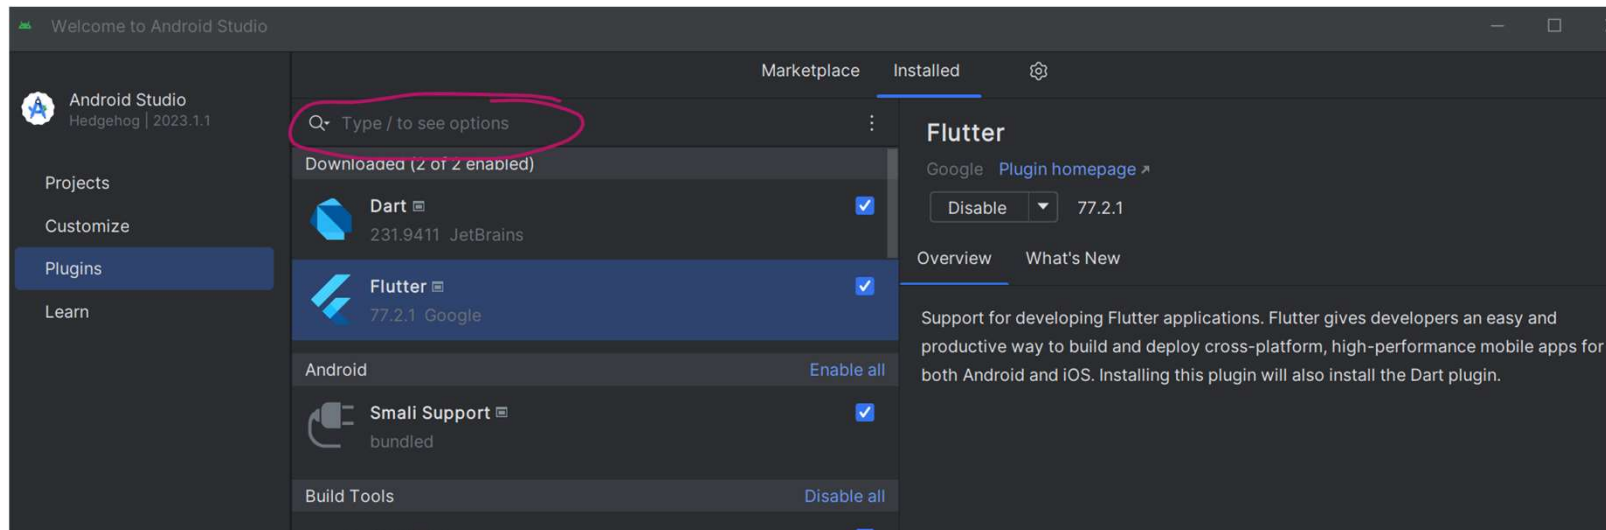 Welcome to Android Studio
Marketplace Installed
Android Studio
Hedgehog | 2023.1.1
Projects
Customize
Plugins
Learn
Type / to see options
Downloaded (2 of 2 enabled)
Dart
231.9411 JetBrains
Flutter
77.2.1 Google
Android Enable all
Smali Support
bundled
Build Tools Disable all
Flutter
Google Plugin homepage
Disable 77.2.1
Overview What's New
Support for developing Flutter applications. Flutter gives developers an easy and
productive way to build and deploy cross-platform, high-performance mobile apps for
both Android and iOS. Installing this plugin will also install the Dart plugin.